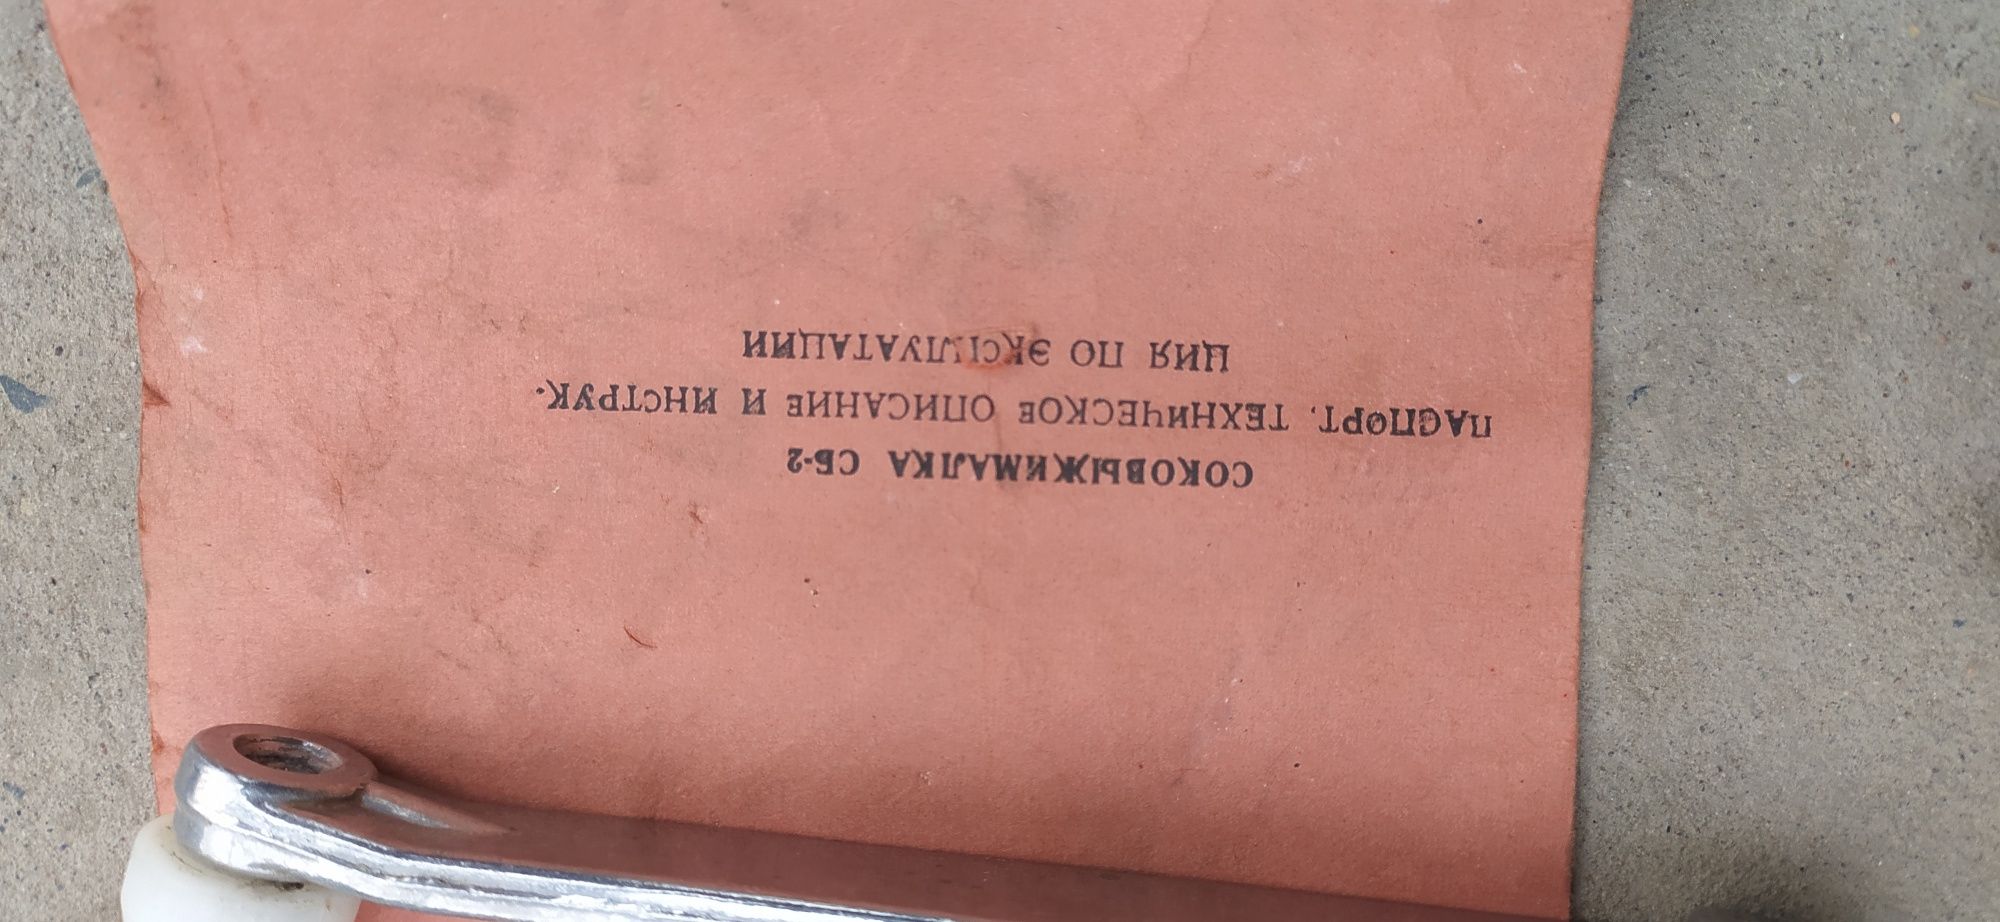 СОКОВЫЖИМАЛКА СБ-2
ПАСПОРТ, ТЕХНИЧЕСКОЕ ОПИСАНИЕ И ИНСТРУК-
ЦИЯ ПО ЭКСПЛУАТАЦИИ